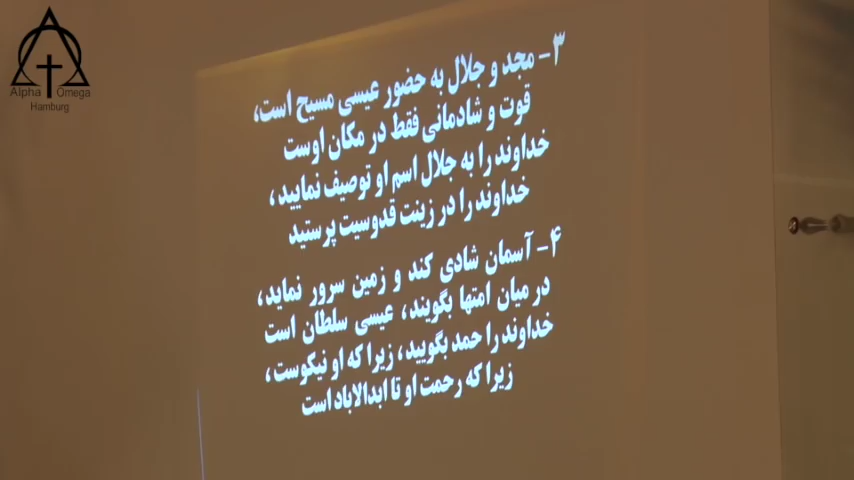 Alpha Omega
Hamburg
۳- مجد و جلال به حضور عیسی مسیح است،
قوت و شادمانی فقط در مکان اوست
خداوند را به جلال اسم او توصیف نمایید،
خداوند را در زینت قدوسیت پرستید
۴- آسمان شادی کند و زمین سرور نماید،
در میان امتها بگویند، عیسی سلطان است
خداوند را حمد بگویید، زیرا که او نیکوست،
زیرا که رحمت او تا ابدالاباد است